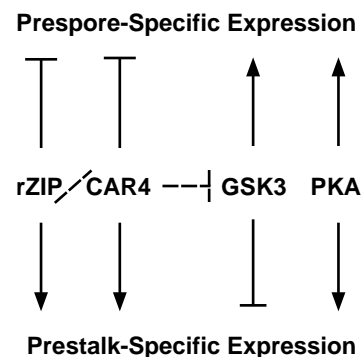 Prespore-Specific Expression
rZIP CAR4 GSK3 PKA
Prestalk-Specific Expression